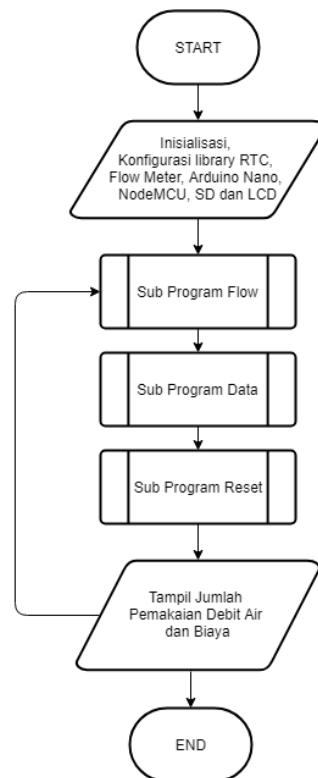 START
Inisialisasi,
Konfigurasi library RTC,
Flow Meter, Arduino Nano,
NodeMCU, SD dan LCD
Sub Program Flow
Sub Program Data
Sub Program Reset
Tampil Jumlah
Pemakaian Debit Air
dan Biaya
END